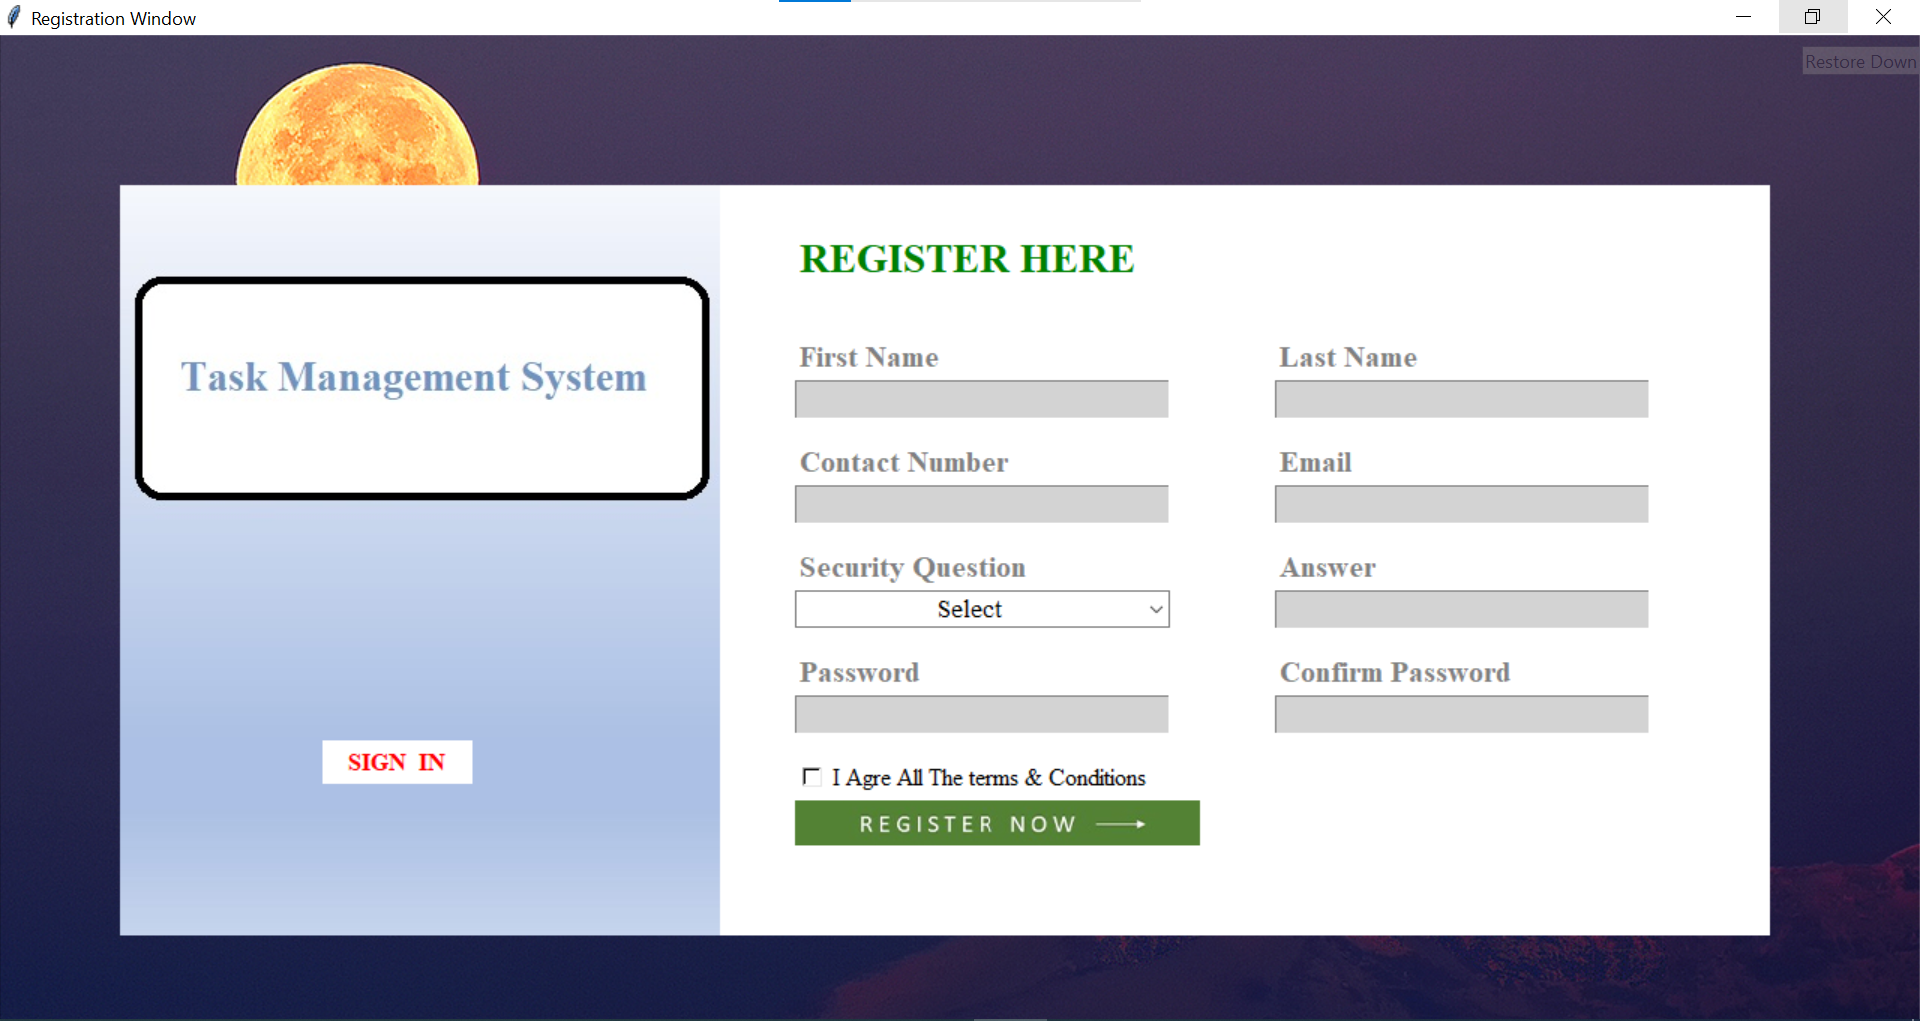 Registration Window
Restore Down
REGISTER HERE
Task Management System
First Name
Last Name
Contact Number
Email
Security Question
Answer
Select
Password
Confirm Password
SIGN IN
I Agre All The terms & Conditions
REGISTER NOW